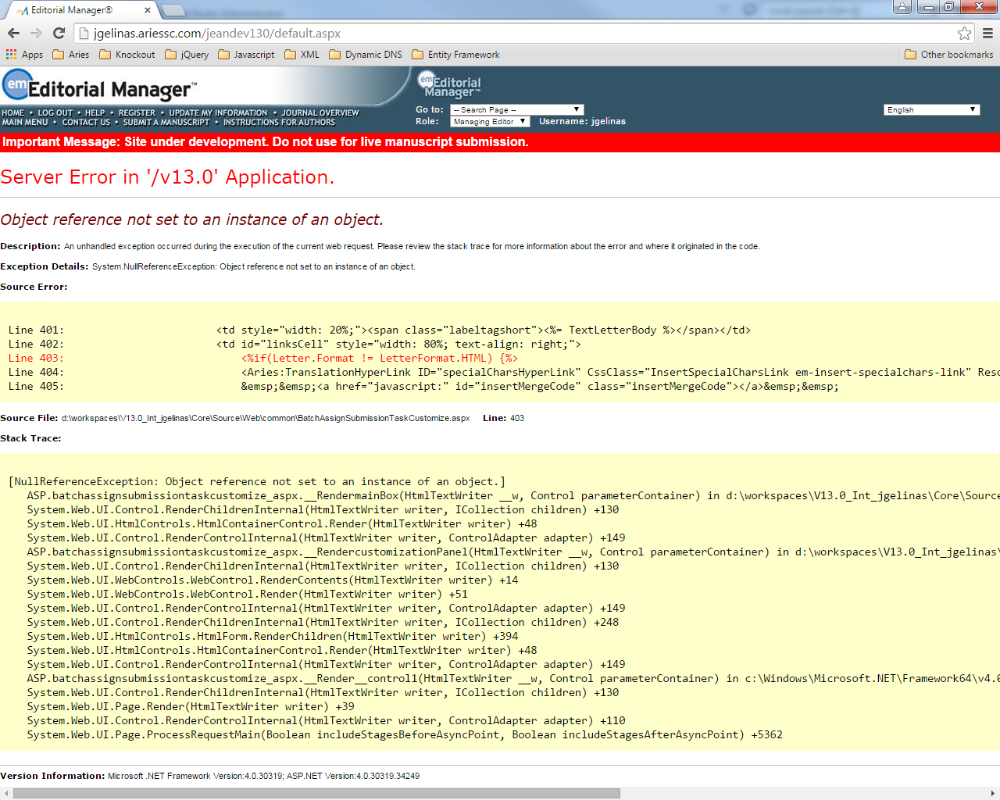 Editorial Manager®
jgelinas.ariessc.com/jeandev130/default.aspx
Apps Aries Knockout jQuery Javascript XML Dynamic DNS Entity Framework Other bookmarks
em Editorial Manager™
em Editorial Manager™
Go to: -- Search Page -- English
HOME • LOG OUT • HELP • REGISTER • UPDATE MY INFORMATION • JOURNAL OVERVIEW
MAIN MENU • CONTACT US • SUBMIT A MANUSCRIPT • INSTRUCTIONS FOR AUTHORS
Role: Managing Editor Username: jgelinas
Important Message: Site under development. Do not use for live manuscript submission.
Server Error in '/v13.0' Application.
Object reference not set to an instance of an object.
Description: An unhandled exception occurred during the execution of the current web request. Please review the stack trace for more information about the error and where it originated in the code.
Exception Details: System.NullReferenceException: Object reference not set to an instance of an object.
Source Error:
Line 401: <td style="width: 20%;"><span class="labeltagshort"><%= TextLetterBody %></span></td>
Line 402: <td id="linksCell" style="width: 80%; text-align: right;">
Line 403: <%if(Letter.Format != LetterFormat.HTML) {%>
Line 404: <Aries:TranslationHyperLink ID="specialCharsHyperLink" CssClass="InsertSpecialCharsLink em-insert-specialchars-link" Reso
Line 405: &emsp;&emsp;<a href="javascript:" id="insertMergeCode" class="insertMergeCode"></a>&emsp;&emsp;
Source File: d:\workspaces\V13.0_Int_jgelinas\Core\Source\Web\common\BatchAssignSubmissionTaskCustomize.aspx Line: 403
Stack Trace:
[NullReferenceException: Object reference not set to an instance of an object.]
ASP.batchassignsubmissiontaskcustomize_aspx.__RendermainBox(HtmlTextWriter __w, Control parameterContainer) in d:\workspaces\V13.0_Int_jgelinas\Core\Source
System.Web.UI.Control.RenderChildrenInternal(HtmlTextWriter writer, ICollection children) +130
System.Web.UI.HtmlControls.HtmlContainerControl.Render(HtmlTextWriter writer) +48
System.Web.UI.Control.RenderControlInternal(HtmlTextWriter writer, ControlAdapter adapter) +149
ASP.batchassignsubmissiontaskcustomize_aspx.__RendercustomizationPanel(HtmlTextWriter __w, Control parameterContainer) in d:\workspaces\V13.0_Int_jgelinas\
System.Web.UI.Control.RenderChildrenInternal(HtmlTextWriter writer, ICollection children) +130
System.Web.UI.WebControls.WebControl.RenderContents(HtmlTextWriter writer) +14
System.Web.UI.WebControls.WebControl.Render(HtmlTextWriter writer) +51
System.Web.UI.Control.RenderControlInternal(HtmlTextWriter writer, ControlAdapter adapter) +149
System.Web.UI.Control.RenderChildrenInternal(HtmlTextWriter writer, ICollection children) +248
System.Web.UI.HtmlControls.HtmlForm.RenderChildren(HtmlTextWriter writer) +394
System.Web.UI.HtmlControls.HtmlContainerControl.Render(HtmlTextWriter writer) +48
System.Web.UI.Control.RenderControlInternal(HtmlTextWriter writer, ControlAdapter adapter) +149
ASP.batchassignsubmissiontaskcustomize_aspx.__Render__control1(HtmlTextWriter __w, Control parameterContainer) in c:\Windows\Microsoft.NET\Framework64\v4.0
System.Web.UI.Control.RenderChildrenInternal(HtmlTextWriter writer, ICollection children) +130
System.Web.UI.Page.Render(HtmlTextWriter writer) +39
System.Web.UI.Control.RenderControlInternal(HtmlTextWriter writer, ControlAdapter adapter) +110
System.Web.UI.Page.ProcessRequestMain(Boolean includeStagesBeforeAsyncPoint, Boolean includeStagesAfterAsyncPoint) +5362
Version Information: Microsoft .NET Framework Version:4.0.30319; ASP.NET Version:4.0.30319.34249